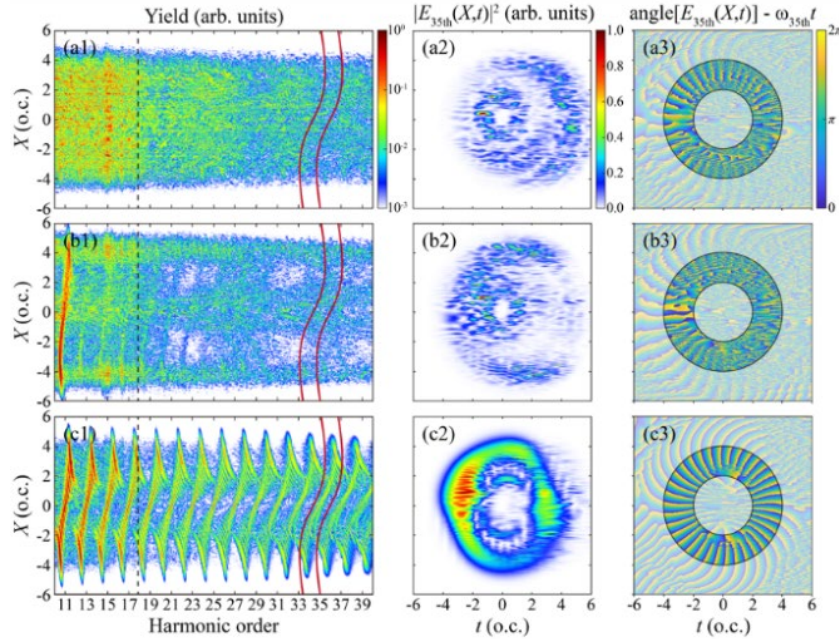 Yield (arb. units)
|E35th(X,t)|² (arb. units)
angle[E35th(X,t)] - ω35th t
6
4
2
0
-2
-4
-6
X (o.c.)
(a1)
10⁰
10⁻¹
10⁻²
10⁻³
(a2)
1.0
0.8
0.6
0.4
0.2
0.0
(a3)
2π
π
0
6
4
2
0
-2
-4
-6
X (o.c.)
(b1)
(b2)
(b3)
6
4
2
0
-2
-4
-6
X (o.c.)
(c1)
(c2)
(c3)
11 13 15 17 19 21 23 25 27 29 31 33 35 37 39
-6 -4 -2 0 2 4 6
-6 -4 -2 0 2 4 6
Harmonic order
t (o.c.)
t (o.c.)